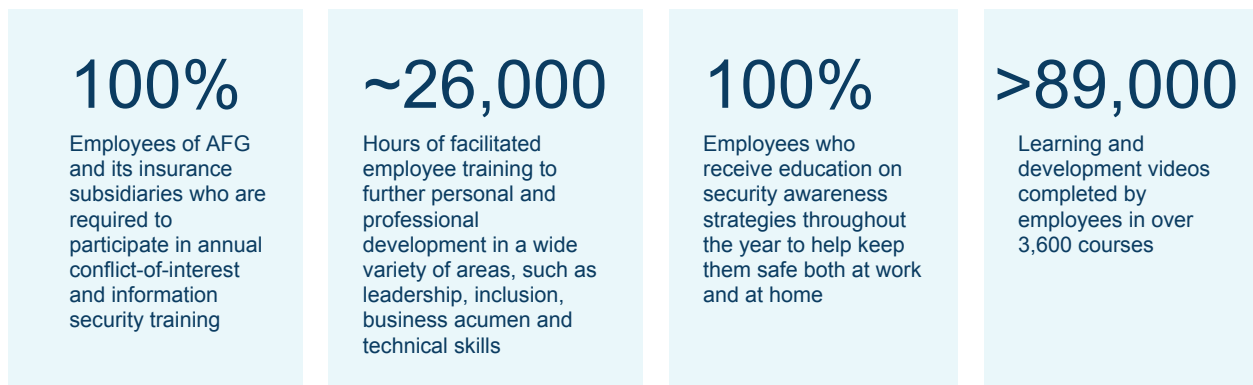 100%
Employees of AFG
and its insurance
subsidiaries who are
required to
participate in annual
conflict-of-interest
and information
security training
~26,000
Hours of facilitated
employee training to
further personal and
professional
development in a wide
variety of areas, such as
leadership, inclusion,
business acumen and
technical skills
100%
Employees who
receive education on
security awareness
strategies throughout
the year to help keep
them safe both at work
and at home
>89,000
Learning and
development videos
completed by
employees in over
3,600 courses